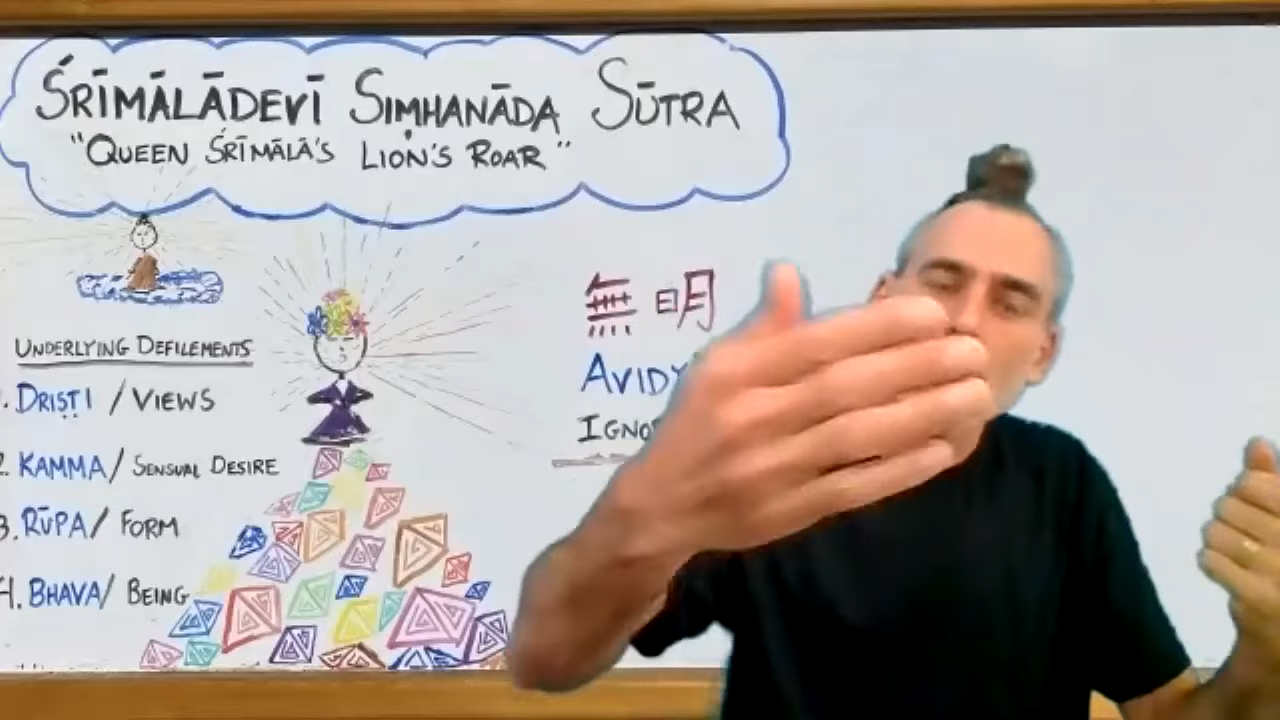 ŚRĪMĀLĀDEVĪ SIṂHANĀDA SŪTRA
"QUEEN ŚRĪMĀLĀ'S LION'S ROAR"
無明
UNDERLYING DEFILEMENTS
DRIṢṬI / VIEWS
2. KAMMA / SENSUAL DESIRE
3. RŪPA / FORM
4. BHAVA / BEING